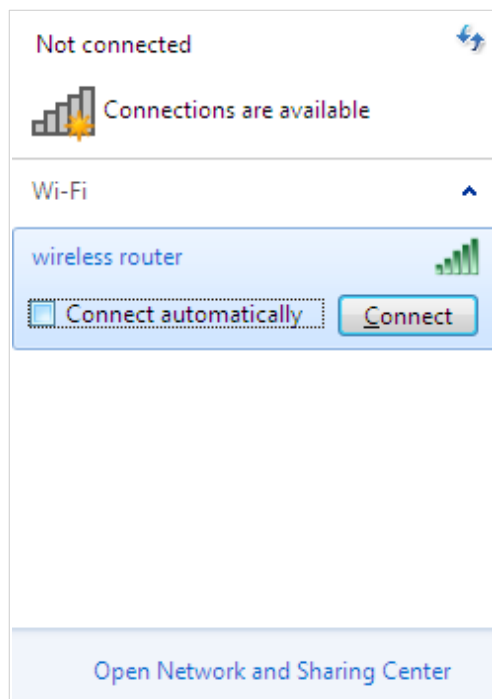 Not connected
Connections are available
Wi-Fi
wireless router
Connect automatically Connect
Open Network and Sharing Center